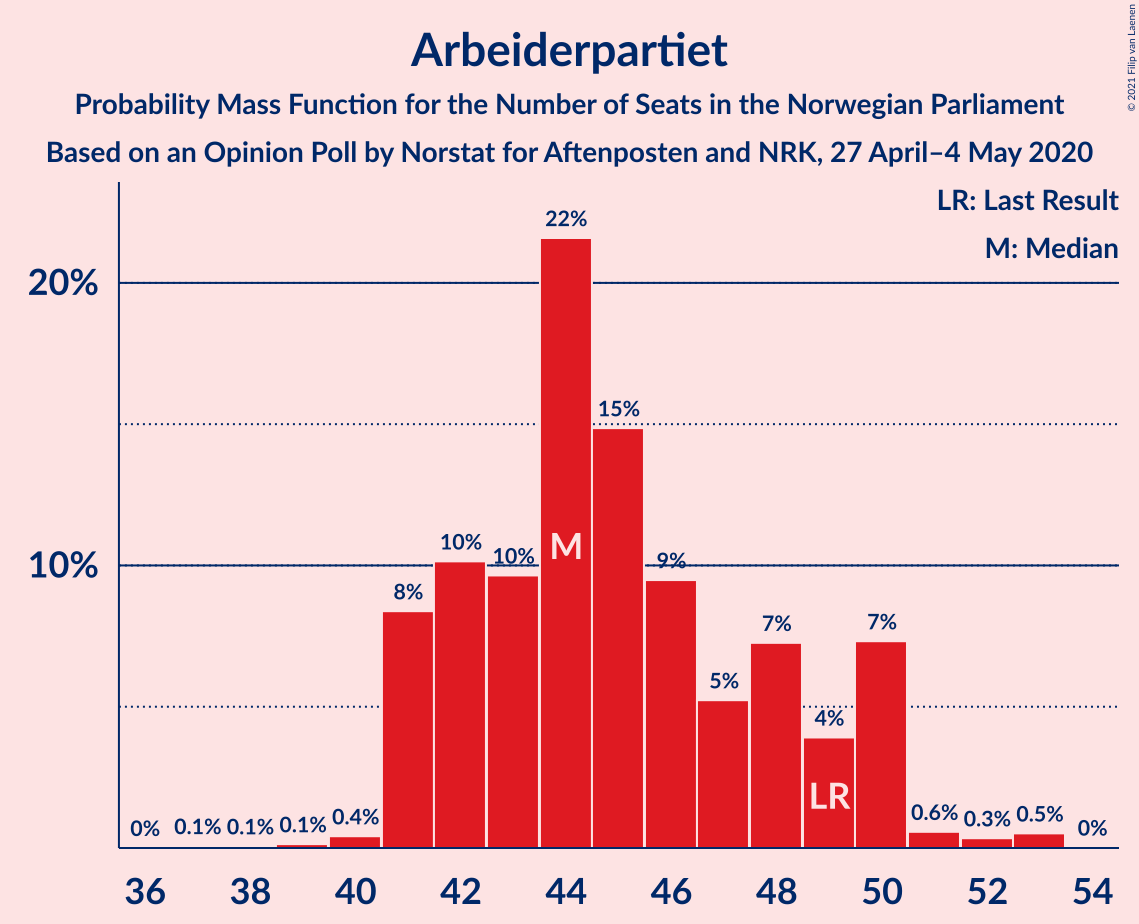 Arbeiderpartiet
Probability Mass Function for the Number of Seats in the Norwegian Parliament
Based on an Opinion Poll by Norstat for Aftenposten and NRK, 27 April–4 May 2020
© 2021 Filip van Laenen
LR: Last Result
M: Median
20%
10%
0%
0.1%
0.1%
0.1%
0.4%
8%
10%
10%
22%
15%
9%
5%
7%
4%
7%
0.6%
0.3%
0.5%
0%
M
LR
36 38 40 42 44 46 48 50 52 54